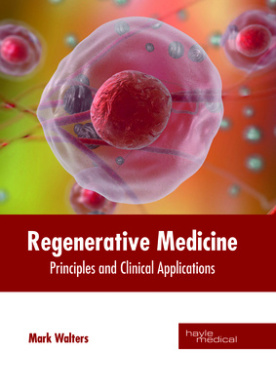 Regenerative Medicine
Principles and Clinical Applications
Mark Walters
hayle
medical